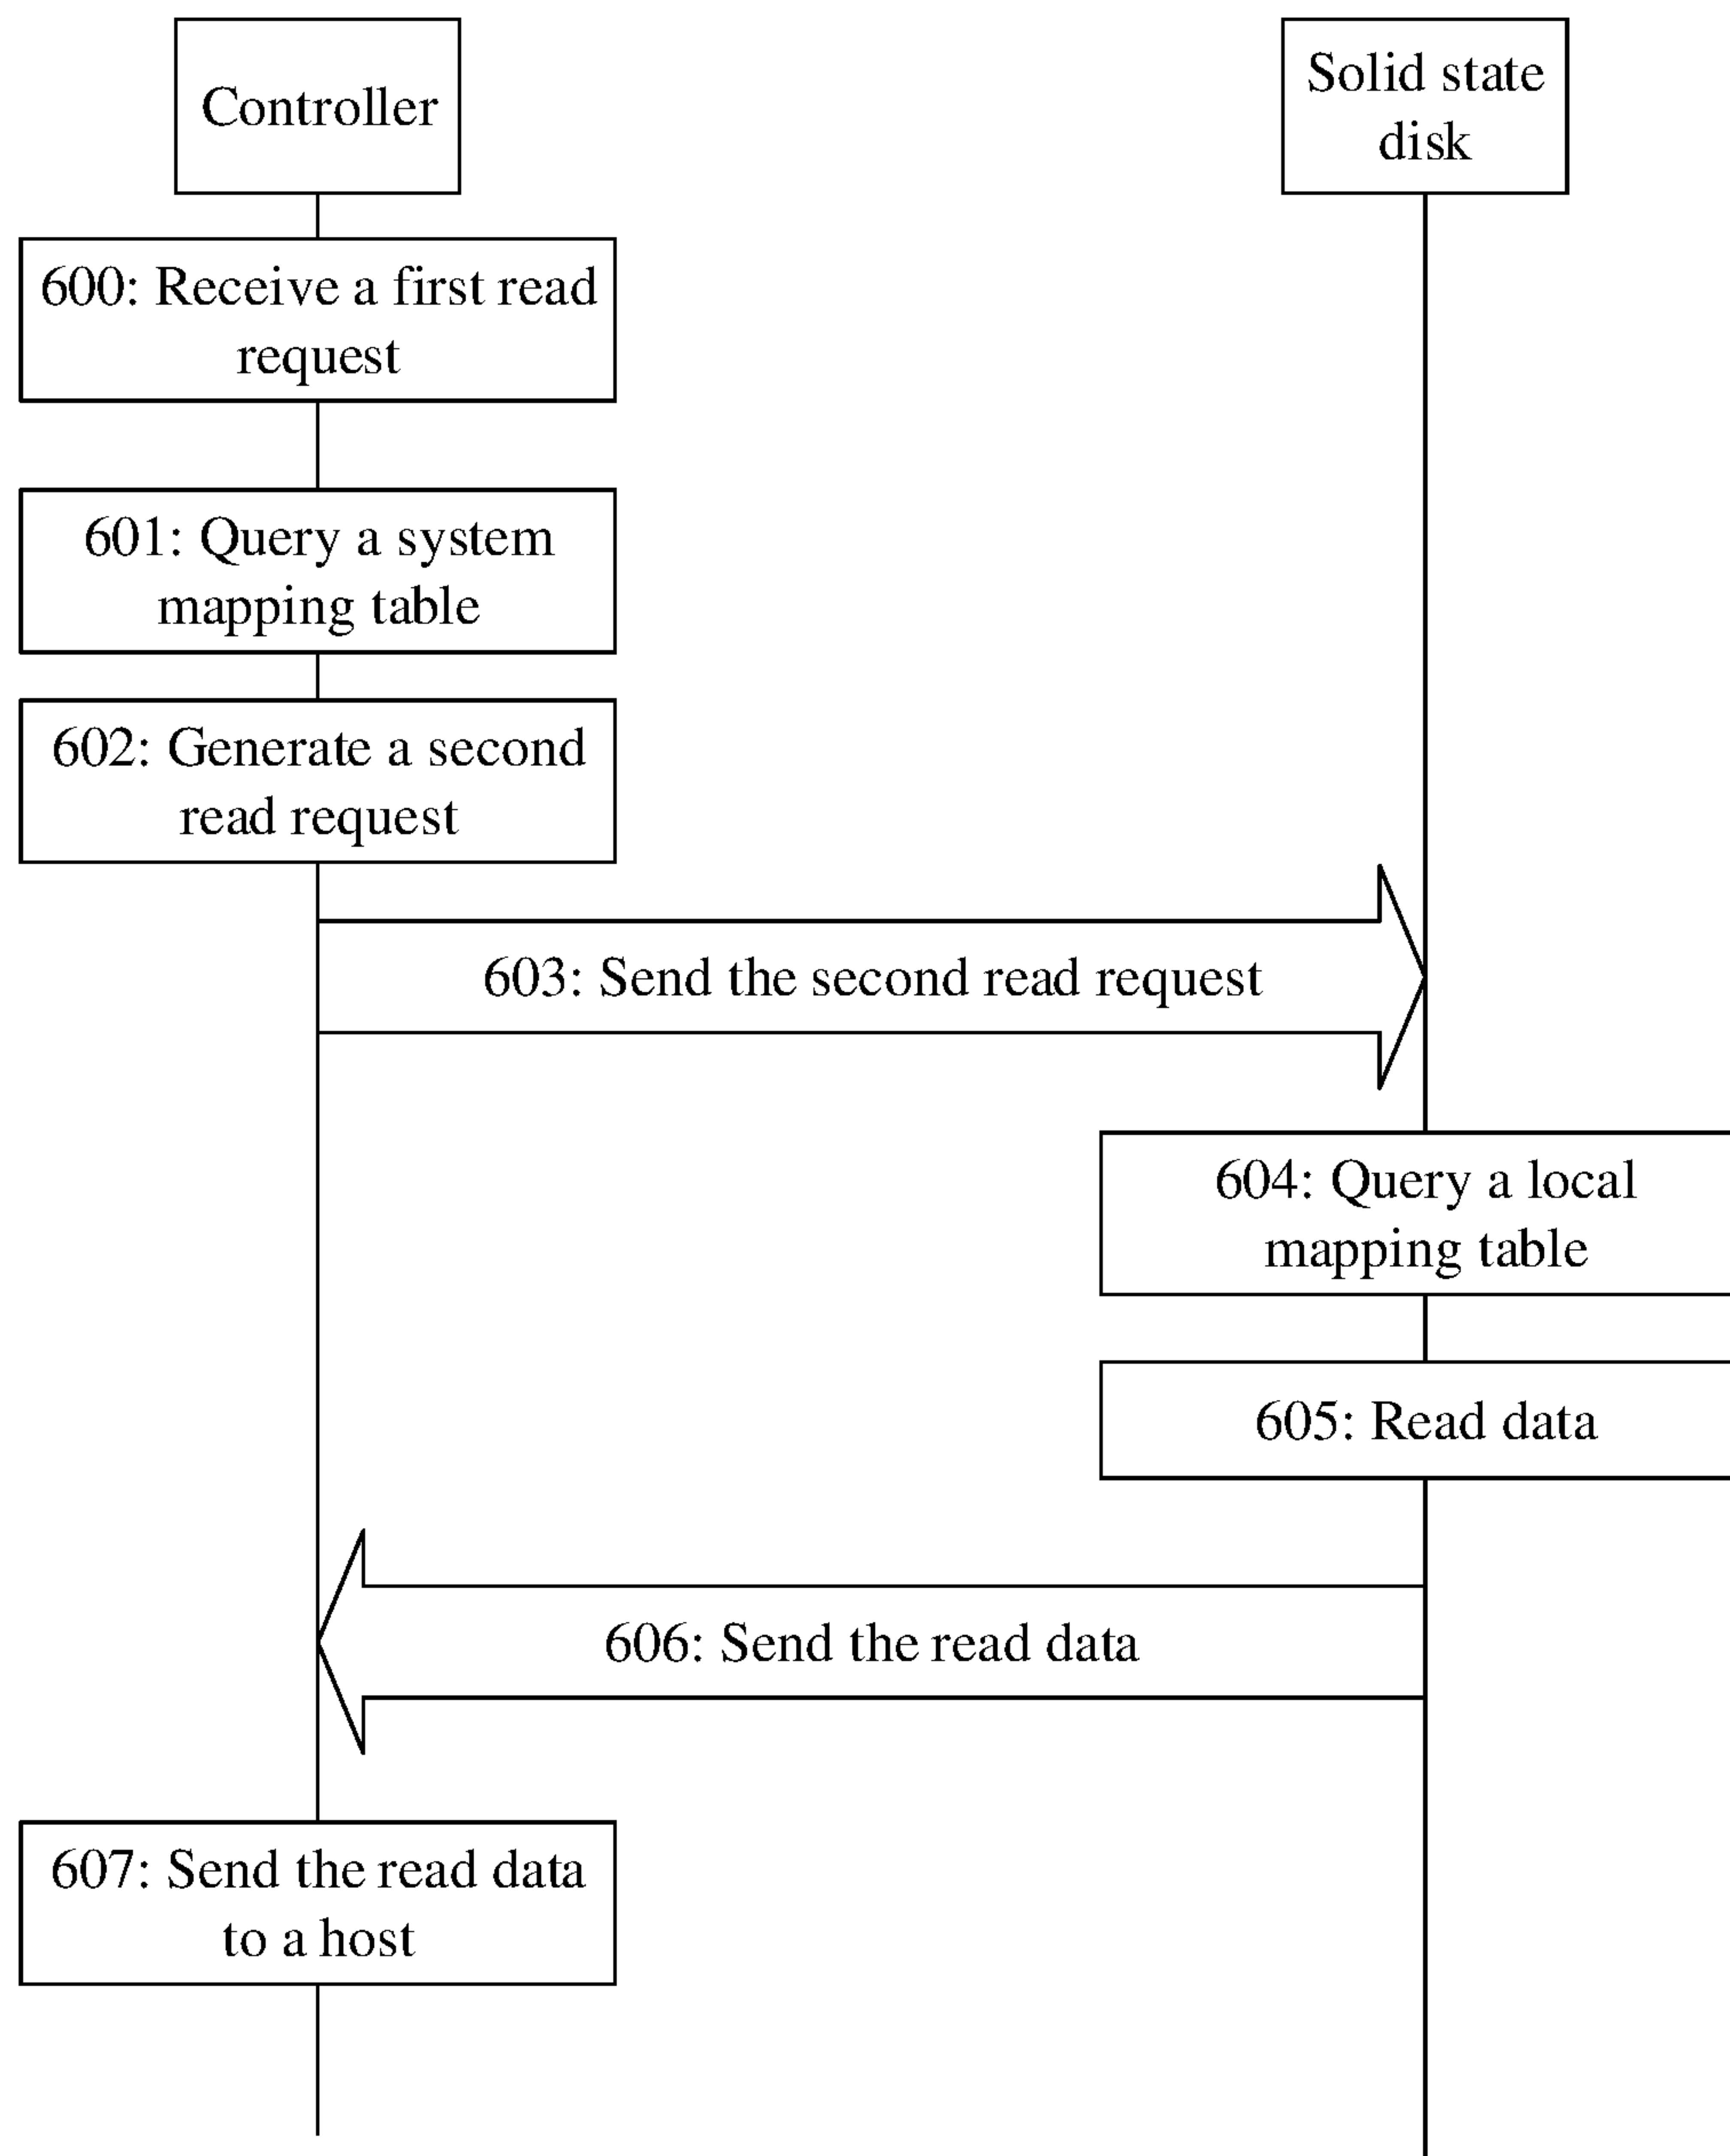 Controller
Solid state
disk
600: Receive a first read
request
601: Query a system
mapping table
602: Generate a second
read request
603: Send the second read request
604: Query a local
mapping table
605: Read data
606: Send the read data
607: Send the read data
to a host